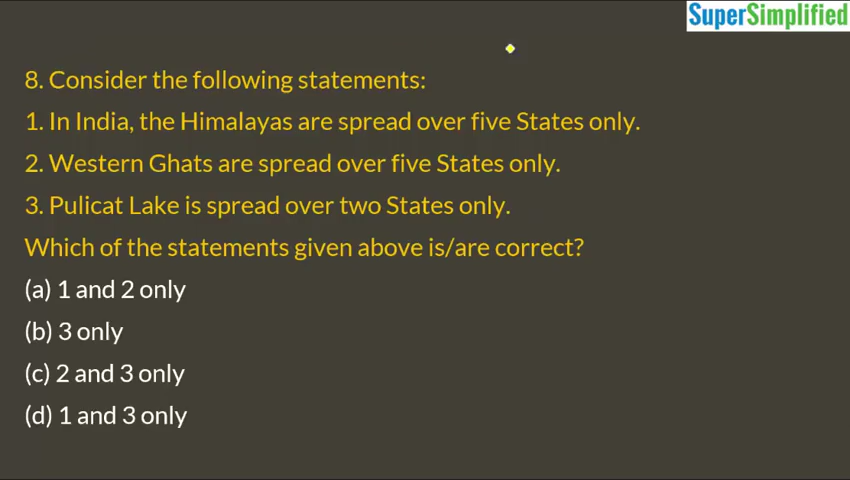 SuperSimplified
8. Consider the following statements:
1. In India, the Himalayas are spread over five States only.
2. Western Ghats are spread over five States only.
3. Pulicat Lake is spread over two States only.
Which of the statements given above is/are correct?
(a) 1 and 2 only
(b) 3 only
(c) 2 and 3 only
(d) 1 and 3 only